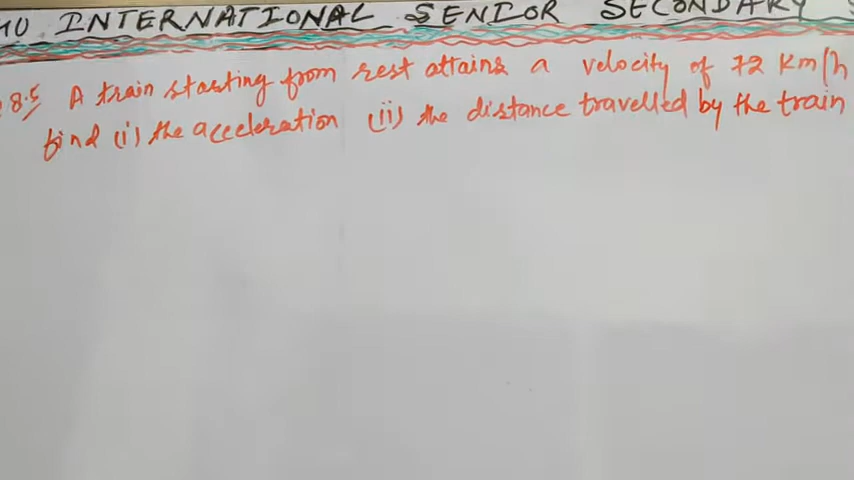 INTERNATIONAL SENIOR SECONDARY
8.5 A train starting from rest attains a velocity of 72 Km/h
find (i) the acceleration (ii) the distance travelled by the train